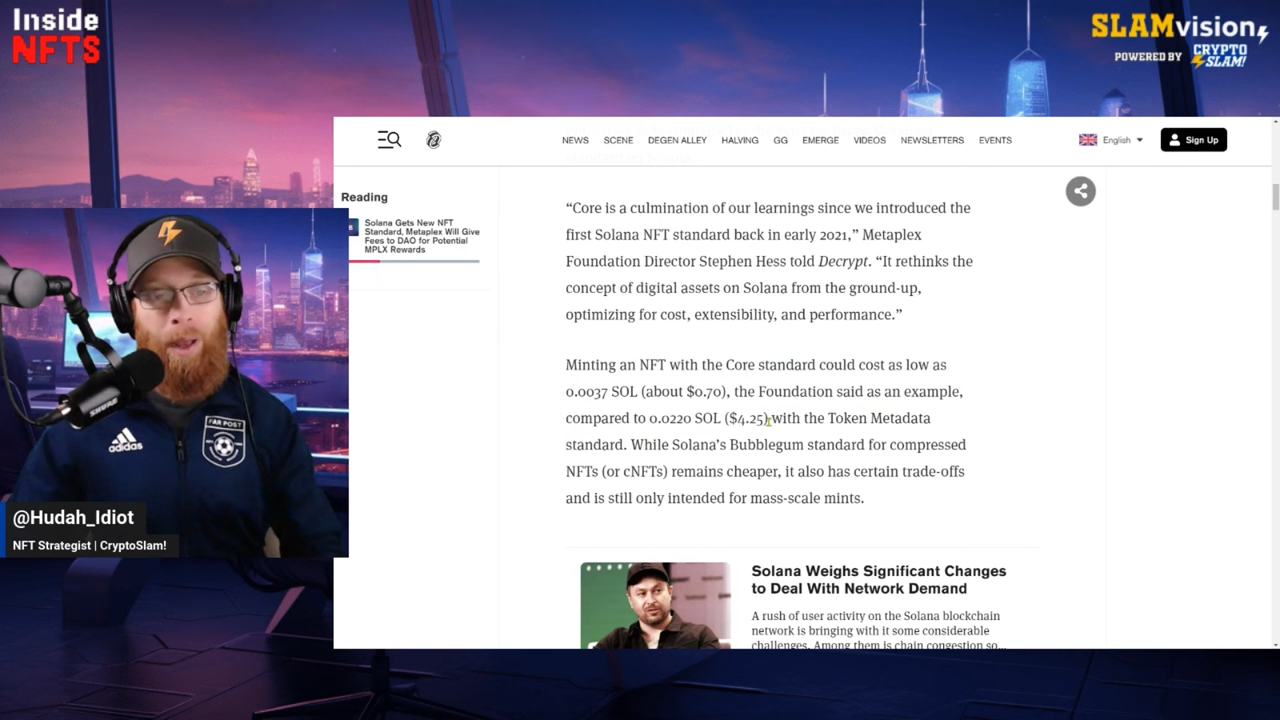 Inside
NFTS
SLAMvision
POWERED BY CRYPTO
SLAM!
NEWS SCENE DEGEN ALLEY HALVING GG EMERGE VIDEOS NEWSLETTERS EVENTS
English
Sign Up
Reading
Solana Gets New NFT
Standard, Metaplex Will Give
Fees to DAO for Potential
MPLX Rewards
“Core is a culmination of our learnings since we introduced the
first Solana NFT standard back in early 2021,” Metaplex
Foundation Director Stephen Hess told Decrypt. “It rethinks the
concept of digital assets on Solana from the ground-up,
optimizing for cost, extensibility, and performance.”
Minting an NFT with the Core standard could cost as low as
0.0037 SOL (about $0.70), the Foundation said as an example,
compared to 0.0220 SOL ($4.25) with the Token Metadata
standard. While Solana’s Bubblegum standard for compressed
NFTs (or cNFTs) remains cheaper, it also has certain trade-offs
and is still only intended for mass-scale mints.
Solana Weighs Significant Changes
to Deal With Network Demand
A rush of user activity on the Solana blockchain
network is bringing with it some considerable
challenges. Among them is chain congestion so...
SHURE
adidas
FAR POST
@Hudah_Idiot
NFT Strategist | CryptoSlam!